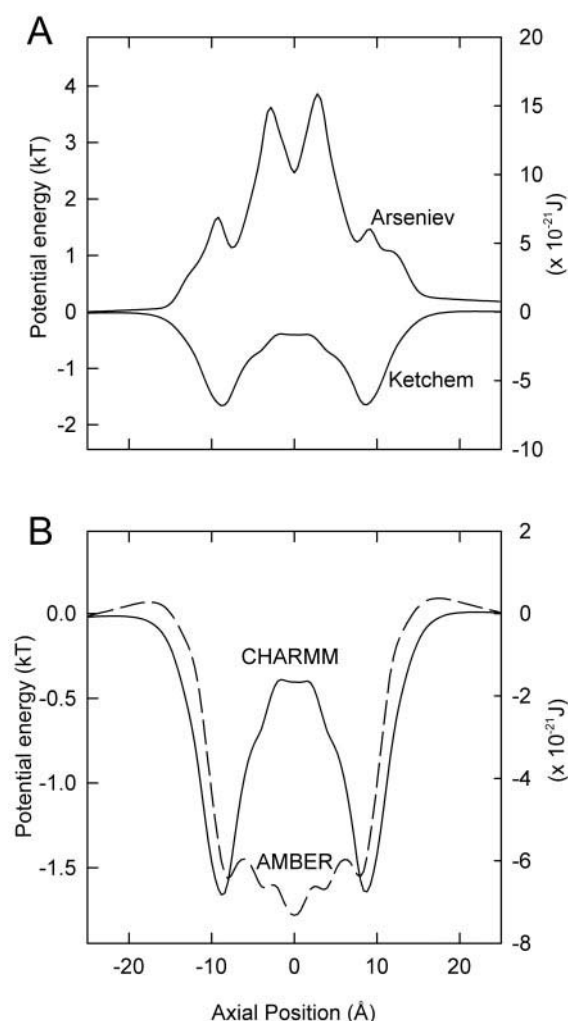 A
Potential energy (kT)
4
3
2
1
0
-1
-2
20
15
10
5
0
-5
-10
(x 10-21J)
Arseniev
Ketchem
B
Potential energy (kT)
0.0
-0.5
-1.0
-1.5
2
0
-2
-4
-6
-8
(x 10-21J)
CHARMM
AMBER
-20 -10 0 10 20
Axial Position (Å)